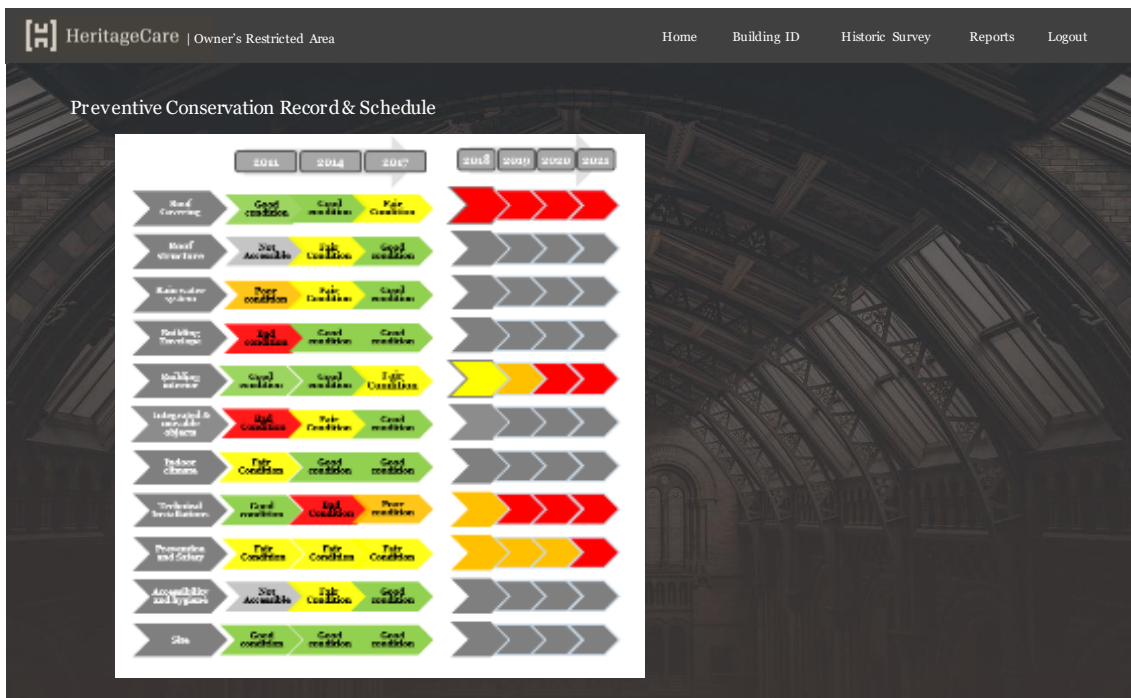 HeritageCare | Owner's Restricted Area
Home Building ID Historic Survey Reports Logout
Preventive Conservation Record & Schedule
2011 2014 2017 2018 2019 2020 2021
Roof
Covering
Good
condition
Good
condition
Fair
Condition
Roof
structure
Not
Accessible
Fair
Condition
Good
condition
Rainwater
system
Poor
condition
Fair
Condition
Good
condition
Building
Envelope
Bad
condition
Good
condition
Good
condition
Building
interior
Good
condition
Good
condition
Fair
Condition
Integrated &
movable
objects
Bad
Condition
Fair
Condition
Good
condition
Indoor
climate
Fair
Condition
Good
condition
Good
condition
Technical
Installations
Good
condition
Bad
Condition
Poor
condition
Prevention
and Safety
Fair
Condition
Fair
Condition
Fair
Condition
Accessibility
and hygiene
Not
Accessible
Fair
Condition
Good
condition
Site
Good
condition
Good
condition
Good
condition